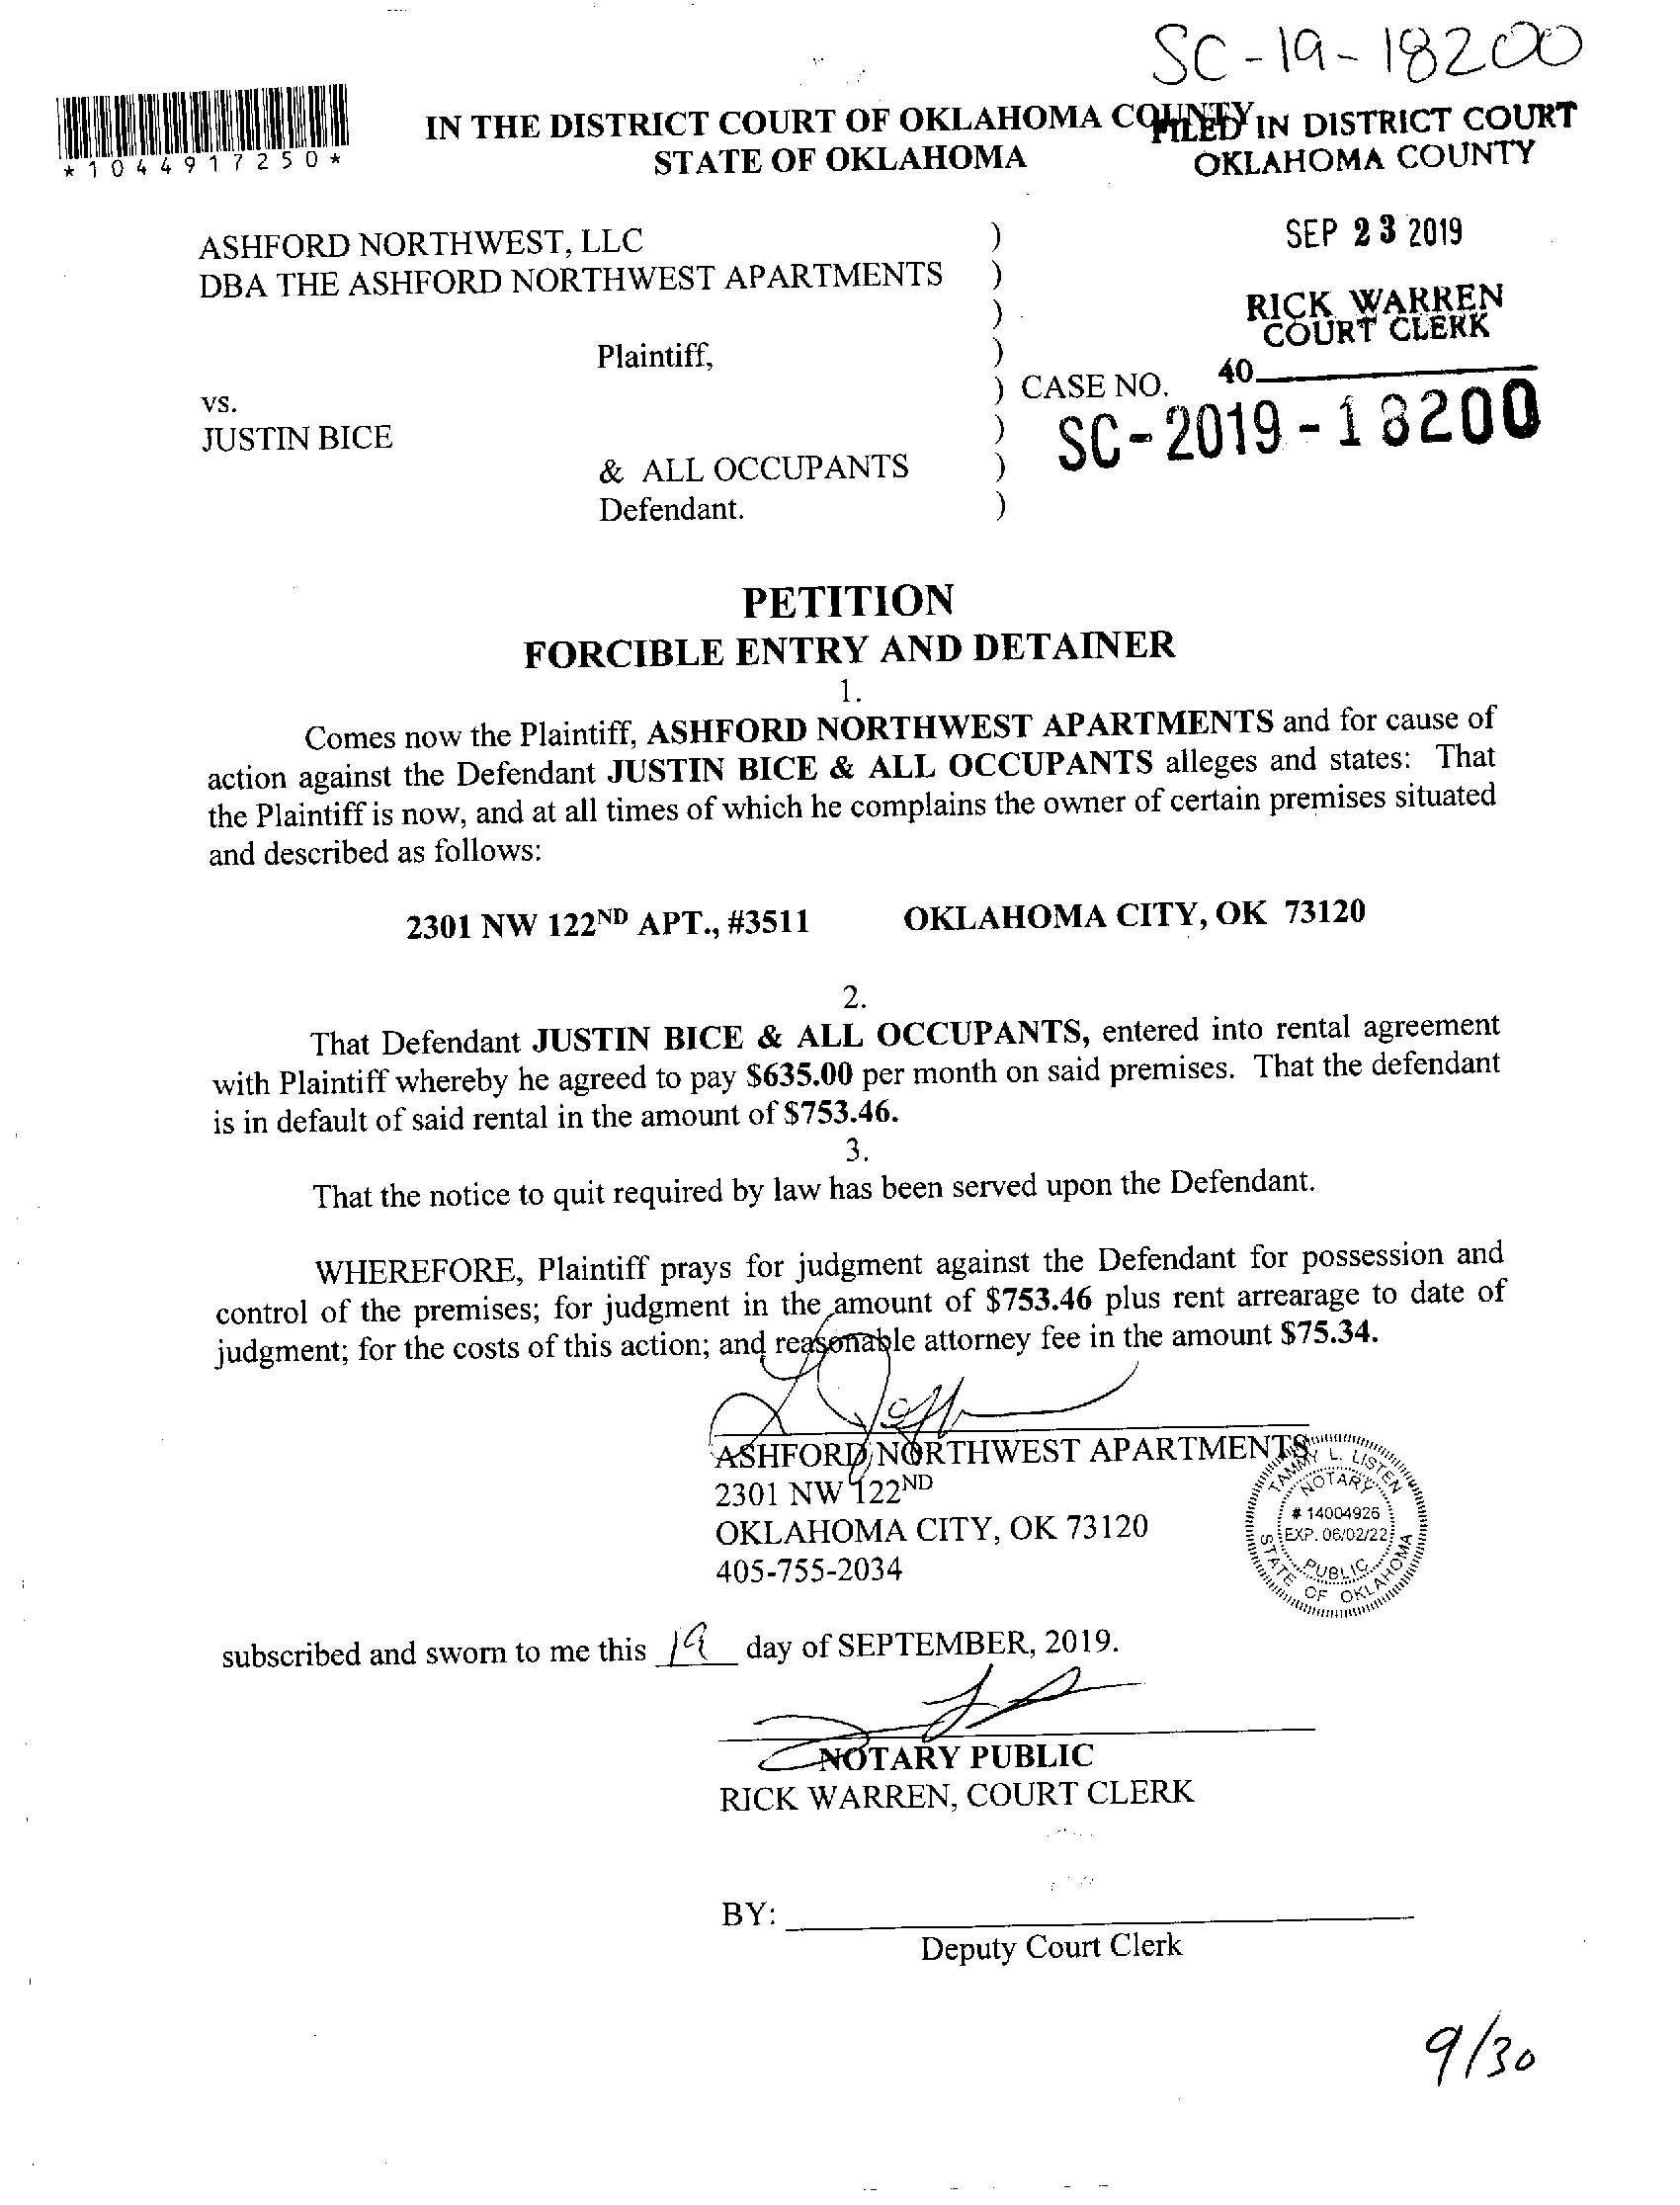 SC-19-18200
*1044917250*
IN THE DISTRICT COURT OF OKLAHOMA COUNTY
STATE OF OKLAHOMA
FILED IN DISTRICT COURT
OKLAHOMA COUNTY
SEP 23 2019
RICK WARREN
COURT CLERK
40
ASHFORD NORTHWEST, LLC )
DBA THE ASHFORD NORTHWEST APARTMENTS )
)
Plaintiff, )
vs. ) CASE NO.
JUSTIN BICE ) SC-2019-18200
& ALL OCCUPANTS )
Defendant. )
PETITION
FORCIBLE ENTRY AND DETAINER
1.
Comes now the Plaintiff, ASHFORD NORTHWEST APARTMENTS and for cause of
action against the Defendant JUSTIN BICE & ALL OCCUPANTS alleges and states: That
the Plaintiff is now, and at all times of which he complains the owner of certain premises situated
and described as follows:
2301 NW 122ND APT., #3511 OKLAHOMA CITY, OK 73120
2.
That Defendant JUSTIN BICE & ALL OCCUPANTS, entered into rental agreement
with Plaintiff whereby he agreed to pay $635.00 per month on said premises. That the defendant
is in default of said rental in the amount of $753.46.
3.
That the notice to quit required by law has been served upon the Defendant.
WHEREFORE, Plaintiff prays for judgment against the Defendant for possession and
control of the premises; for judgment in the amount of $753.46 plus rent arrearage to date of
judgment; for the costs of this action; and reasonable attorney fee in the amount $75.34.
ASHFORD NORTHWEST APARTMENTS
2301 NW 122ND
OKLAHOMA CITY, OK 73120
405-755-2034
TAMMY L. LISTEN
NOTARY
# 14004926
EXP. 06/02/22
PUBLIC
STATE OF OKLAHOMA
subscribed and sworn to me this 19 day of SEPTEMBER, 2019.
NOTARY PUBLIC
RICK WARREN, COURT CLERK
BY:
Deputy Court Clerk
9/30